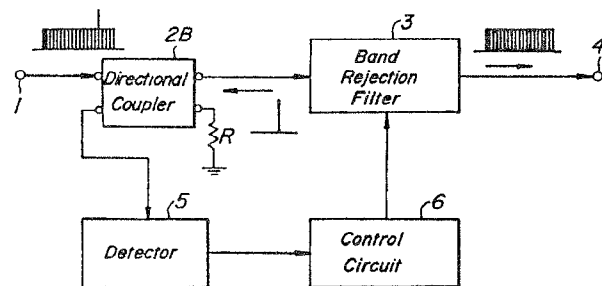 2B
Directional
Coupler
1
R
3
Band
Rejection
Filter
4
5
Detector
6
Control
Circuit